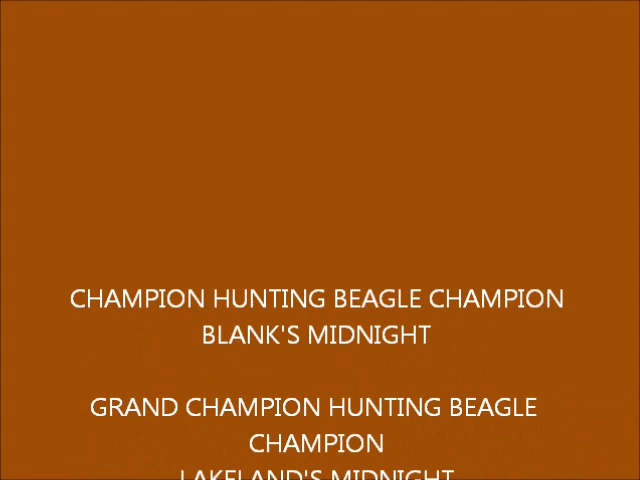 CHAMPION HUNTING BEAGLE CHAMPION
BLANK'S MIDNIGHT
GRAND CHAMPION HUNTING BEAGLE
CHAMPION
LAKELAND'S MIDNIGHT